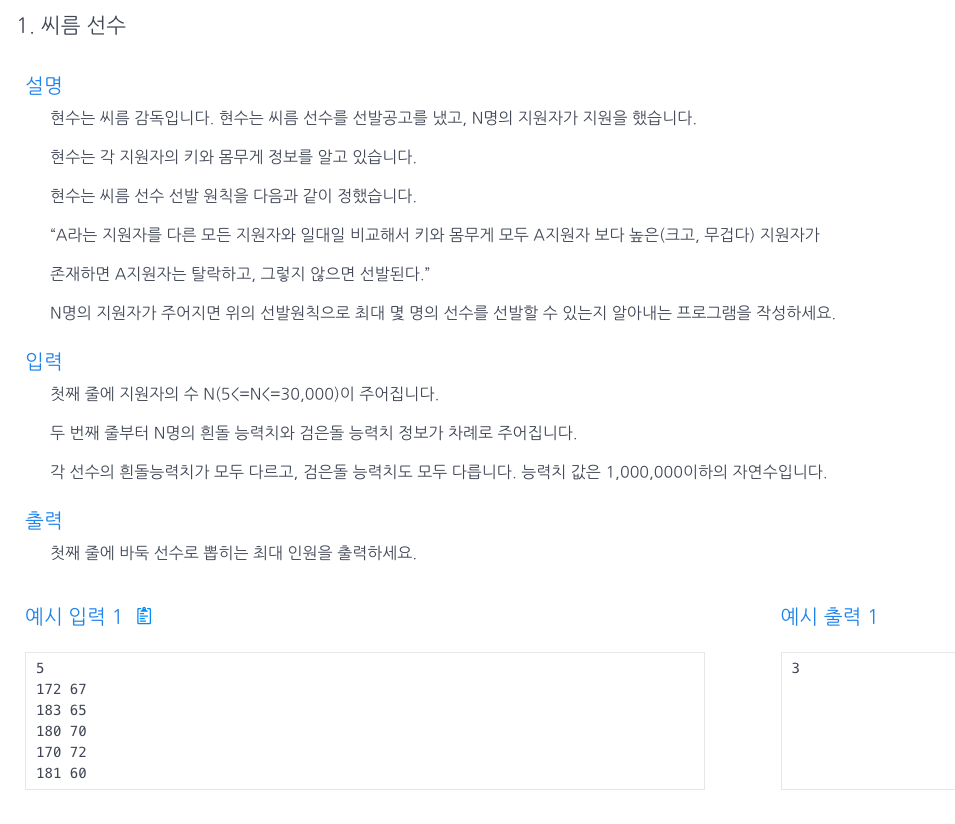 1. 씨름 선수
설명
현수는 씨름 감독입니다. 현수는 씨름 선수를 선발공고를 냈고, N명의 지원자가 지원을 했습니다.
현수는 각 지원자의 키와 몸무게 정보를 알고 있습니다.
현수는 씨름 선수 선발 원칙을 다음과 같이 정했습니다.
“A라는 지원자를 다른 모든 지원자와 일대일 비교해서 키와 몸무게 모두 A지원자 보다 높은(크고, 무겁다) 지원자가
존재하면 A지원자는 탈락하고, 그렇지 않으면 선발된다.”
N명의 지원자가 주어지면 위의 선발원칙으로 최대 몇 명의 선수를 선발할 수 있는지 알아내는 프로그램을 작성하세요.
입력
첫째 줄에 지원자의 수 N(5<=N<=30,000)이 주어집니다.
두 번째 줄부터 N명의 흰돌 능력치와 검은돌 능력치 정보가 차례로 주어집니다.
각 선수의 흰돌능력치가 모두 다르고, 검은돌 능력치도 모두 다릅니다. 능력치 값은 1,000,000이하의 자연수입니다.
출력
첫째 줄에 바둑 선수로 뽑히는 최대 인원을 출력하세요.
예시 입력 1
5
172 67
183 65
180 70
170 72
181 60
예시 출력 1
3